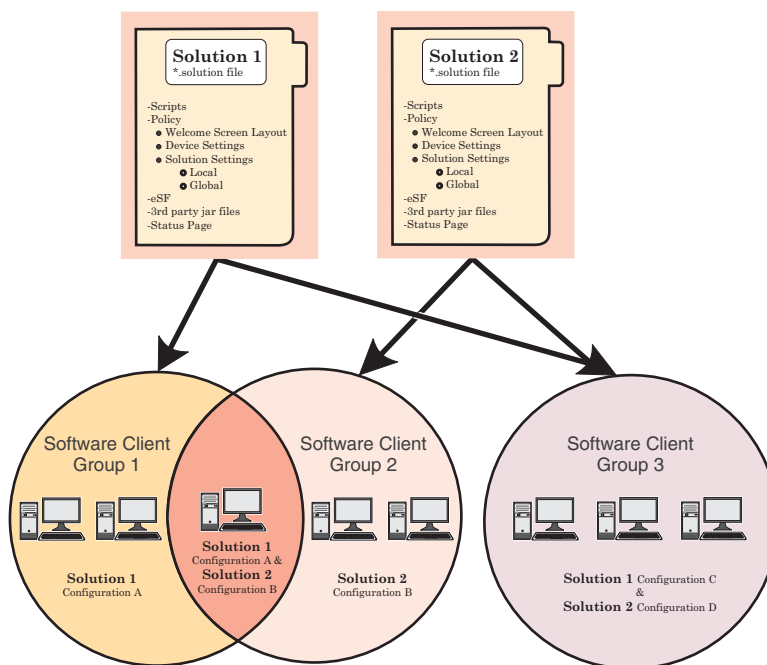 Solution 1
*.solution file
-Scripts
-Policy
● Welcome Screen Layout
● Device Settings
● Solution Settings
● Local
● Global
-eSF
-3rd party jar files
-Status Page
Solution 2
*.solution file
-Scripts
-Policy
● Welcome Screen Layout
● Device Settings
● Solution Settings
● Local
● Global
-eSF
-3rd party jar files
-Status Page
Software Client
Group 1
Solution 1
Configuration A
Solution 1
Configuration A &
Solution 2
Configuration B
Software Client
Group 2
Solution 2
Configuration B
Software Client
Group 3
Solution 1 Configuration C
&
Solution 2 Configuration D